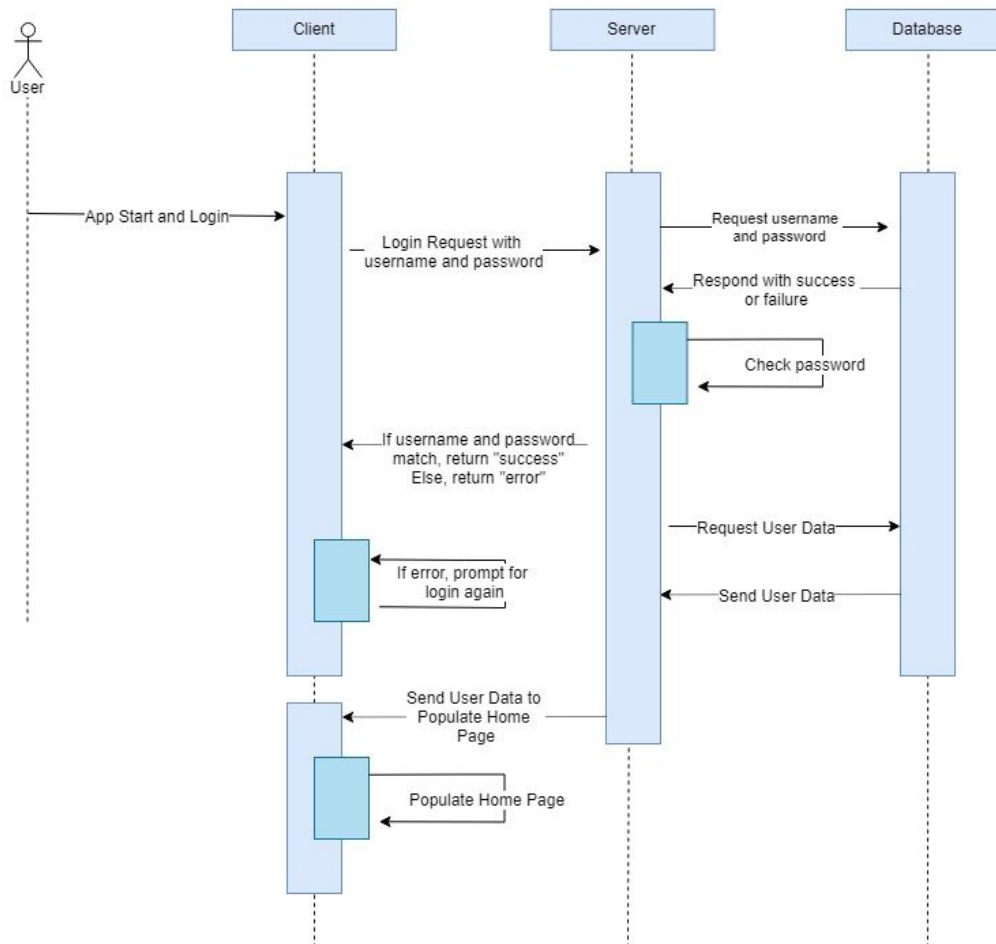 Client
Server
Database
User
App Start and Login
Login Request with
username and password
Request username
and password
Respond with success
or failure
Check password
If username and password
match, return "success"
Else, return "error"
Request User Data
If error, prompt for
login again
Send User Data
Send User Data to
Populate Home
Page
Populate Home Page